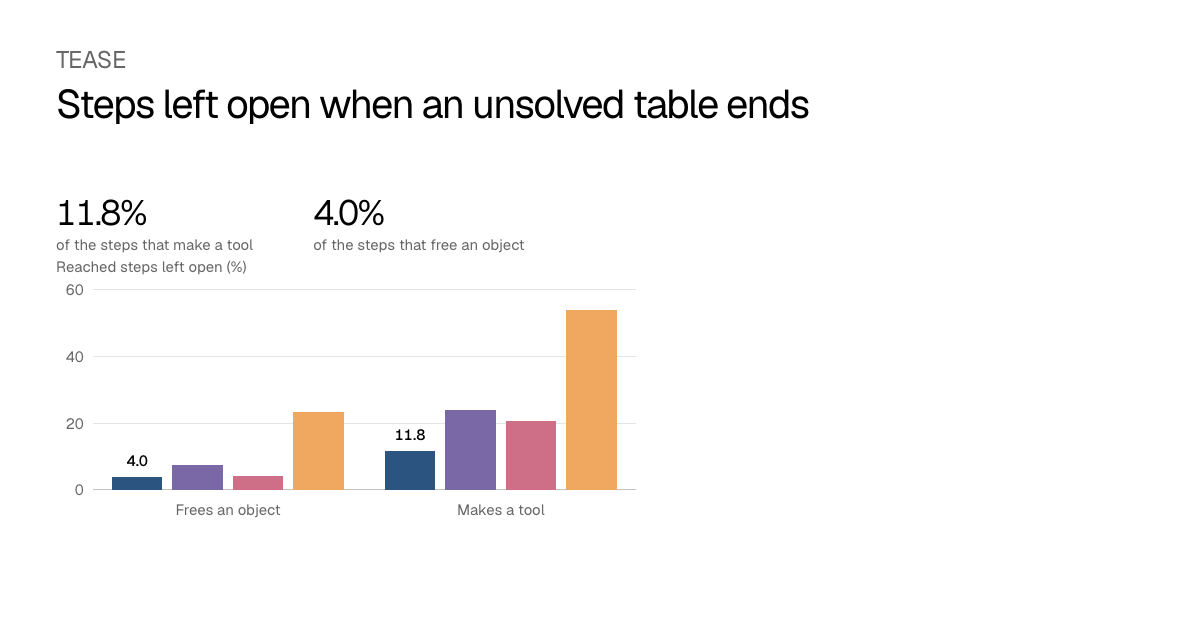 TEASE
Steps left open when an unsolved table ends
11.8%
of the steps that make a tool
4.0%
of the steps that free an object
Reached steps left open (%)
60
40
20
0
4.0
11.8
Frees an object
Makes a tool